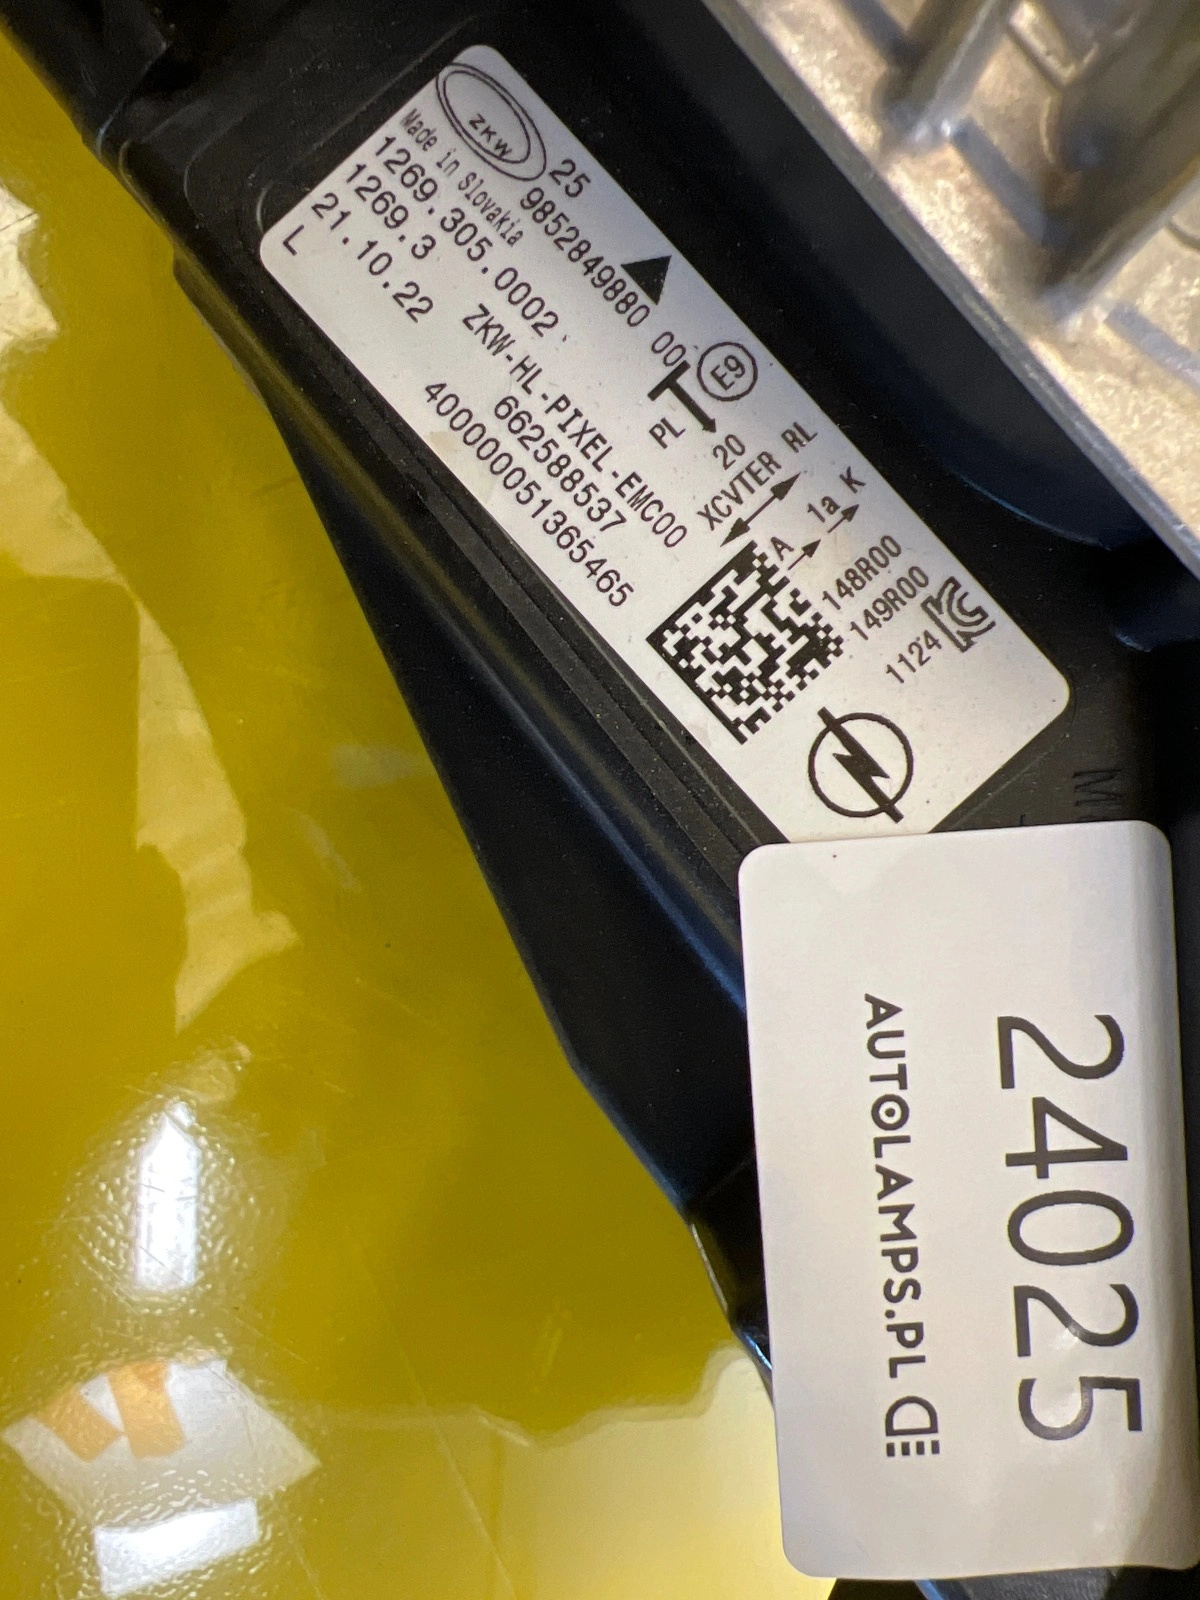 ZKW
25
Made in Slovakia
9852849880 00
1269.305.0002
1269.3
21.10.22
L
ZKW-HL-PIXEL-EMC00
662588537
40000051365465
E9
PL
20
XCVTER RL
A
1a K
148R00
149R00
1124
24025
AUTOLAMPS.PL